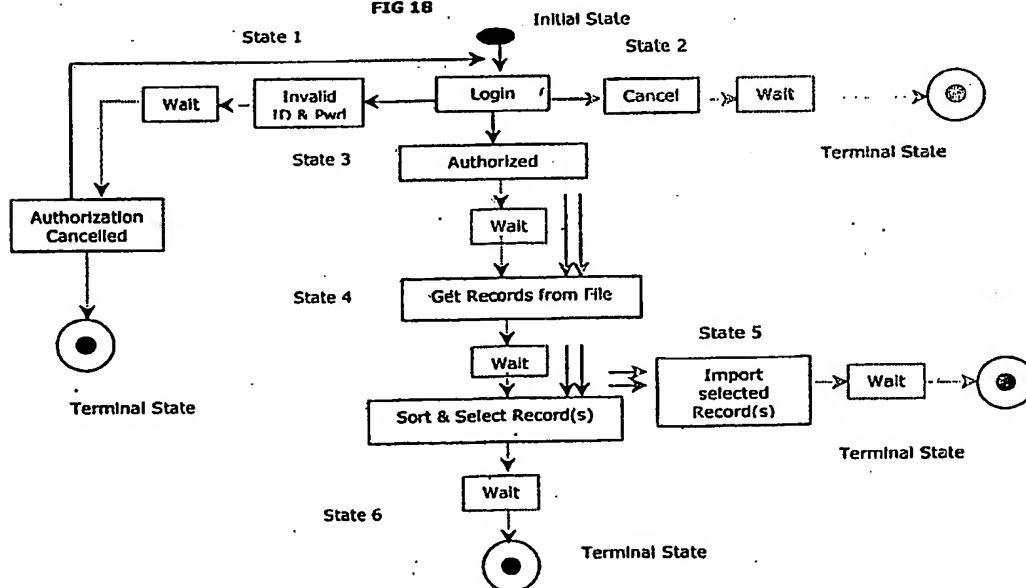 FIG 18
Initial State
State 1
State 2
Wait
Invalid
ID & Pwd
Login
Cancel
Wait
Terminal State
State 3
Authorized
Authorization
Cancelled
Wait
State 4
Get Records from File
State 5
Wait
Import
selected
Record(s)
Wait
Terminal State
Sort & Select Record(s)
Terminal State
Wait
State 6
Terminal State